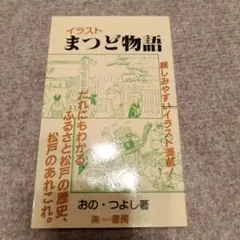 イラスト
まつど物語
親しみやすいイラスト満載!
だれにもわかる、
ふるさと松戸の歴史、
松戸のあれこれ。
おの・つよし著
書房